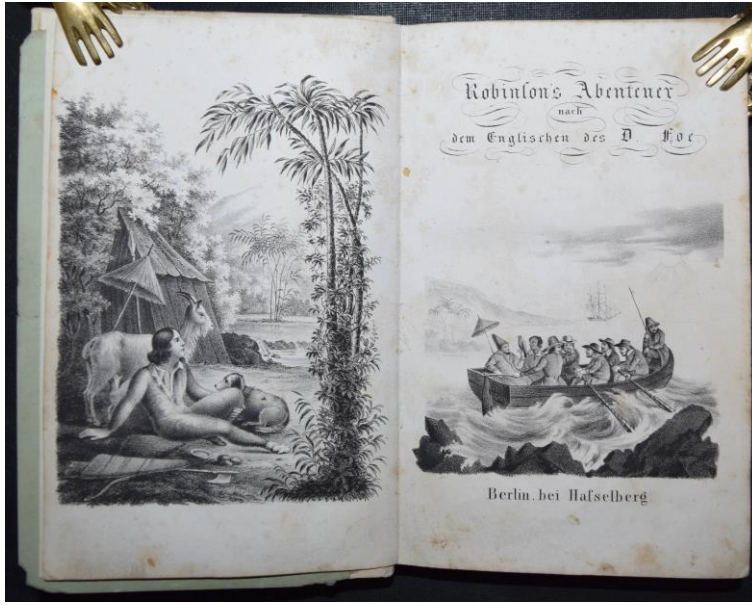 Robinſon's Abenteuer
nach
dem Engliſchen des D Foe
Berlin. bei Haſselberg